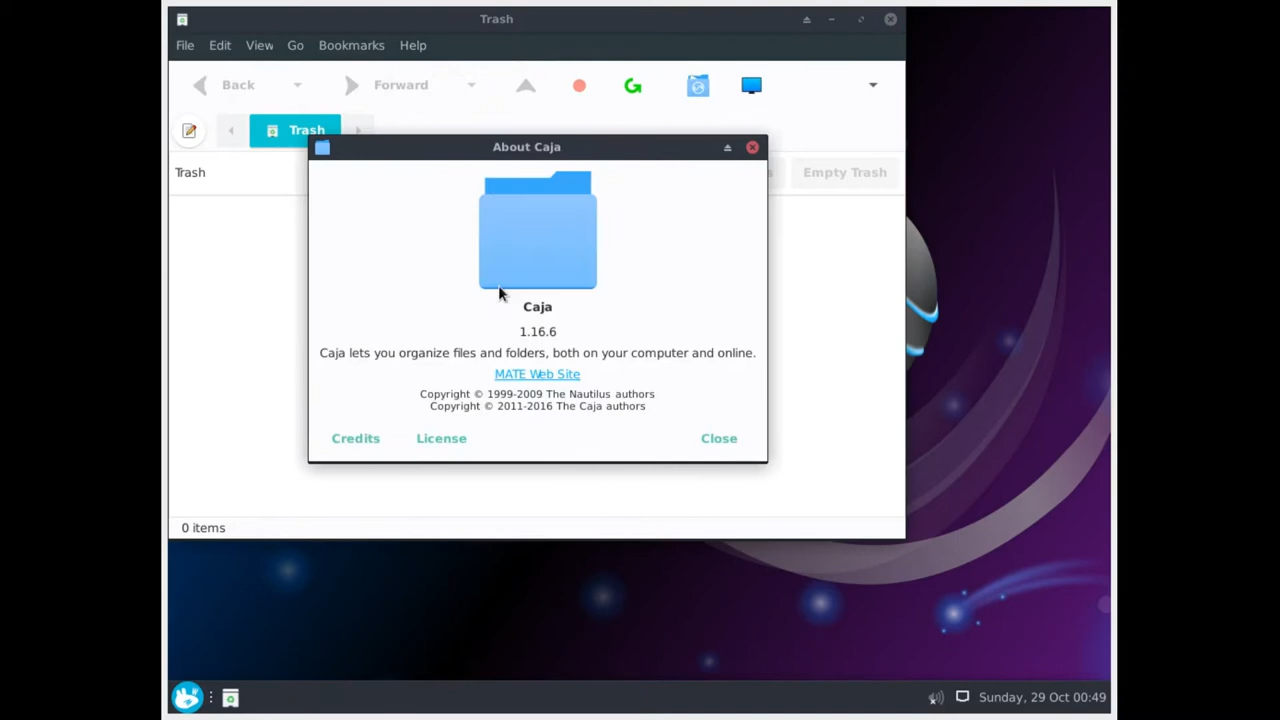 Trash
File Edit View Go Bookmarks Help
Back Forward
Trash
About Caja
Trash
Empty Trash
Caja
1.16.6
Caja lets you organize files and folders, both on your computer and online.
MATE Web Site
Copyright © 1999-2009 The Nautilus authors
Copyright © 2011-2016 The Caja authors
Credits License Close
0 items
Sunday, 29 Oct 00:49